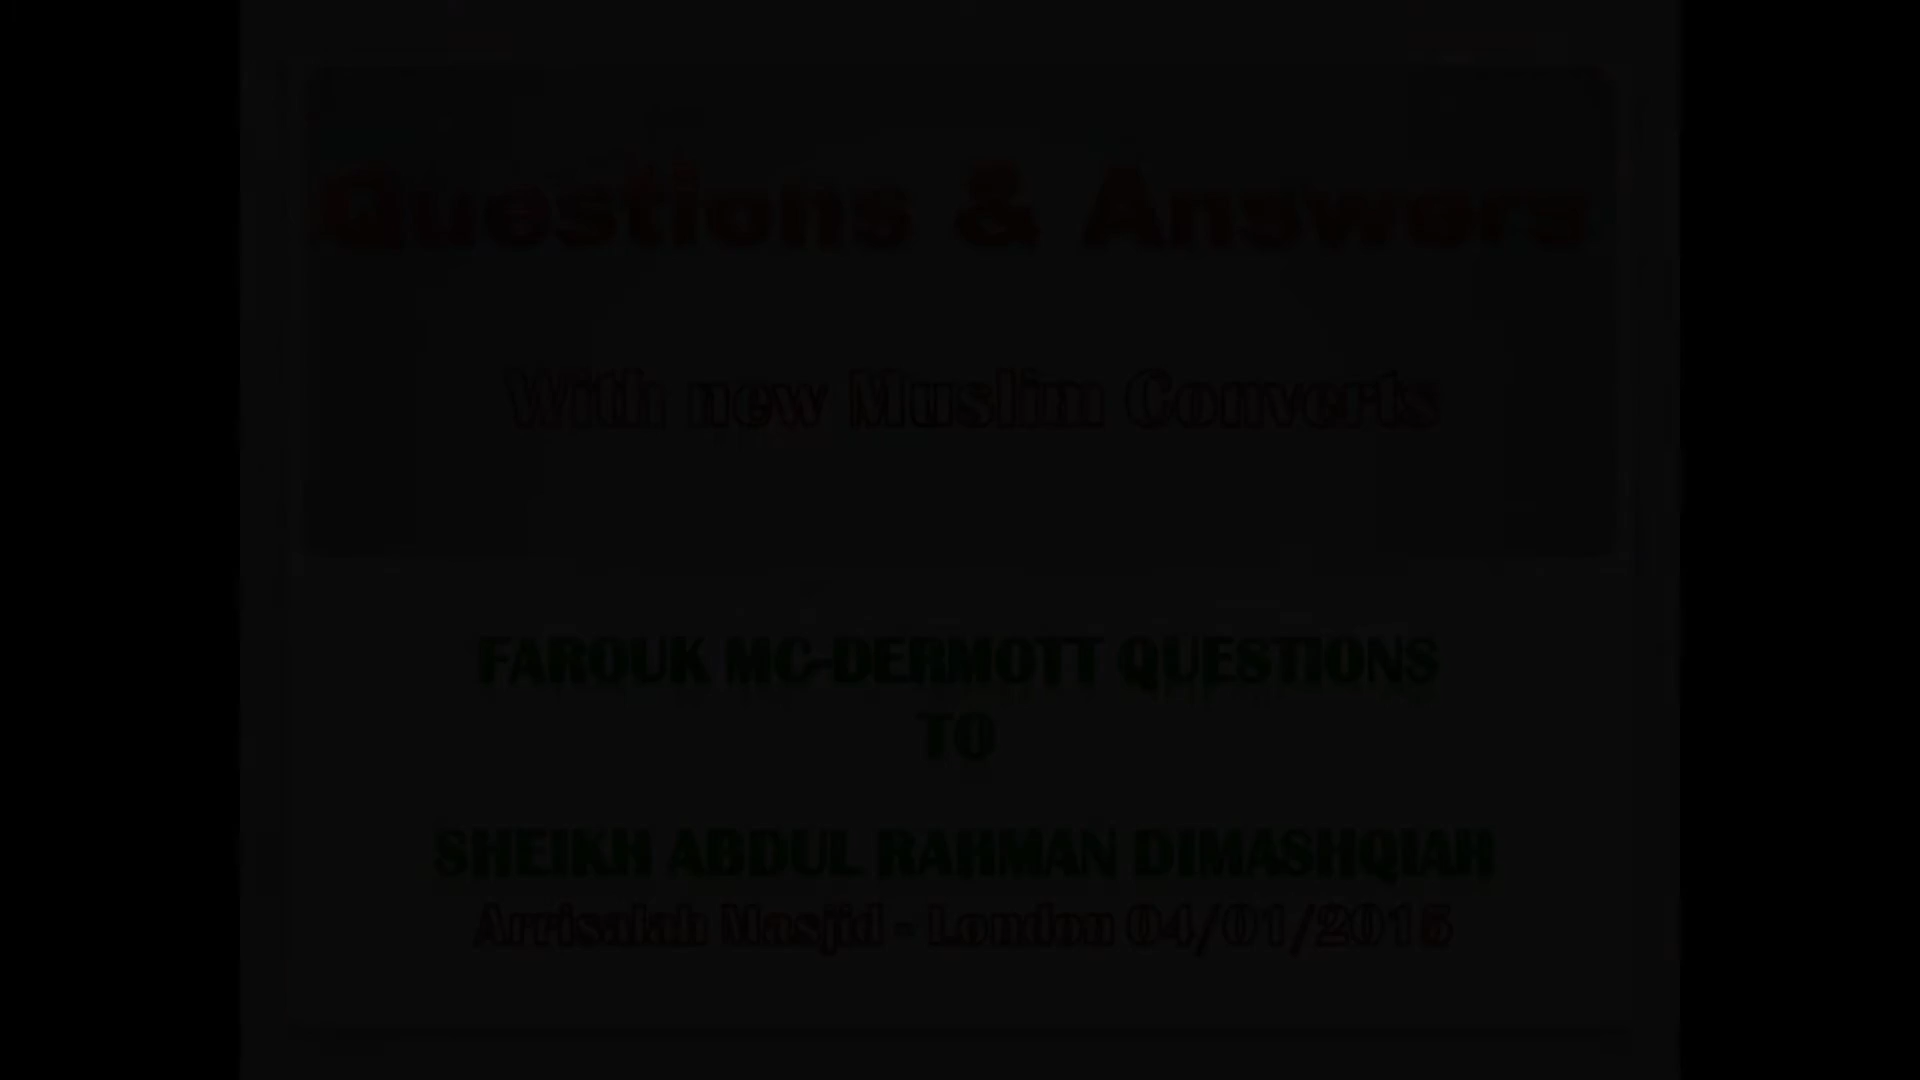 Questions & Answers
With new Muslim Converts
FAROUK MC-DERMOTT QUESTIONS
TO
SHEIKH ABDUL RAHMAN DIMASHQIAH
Arrisalah Masjid - London 04/01/2015